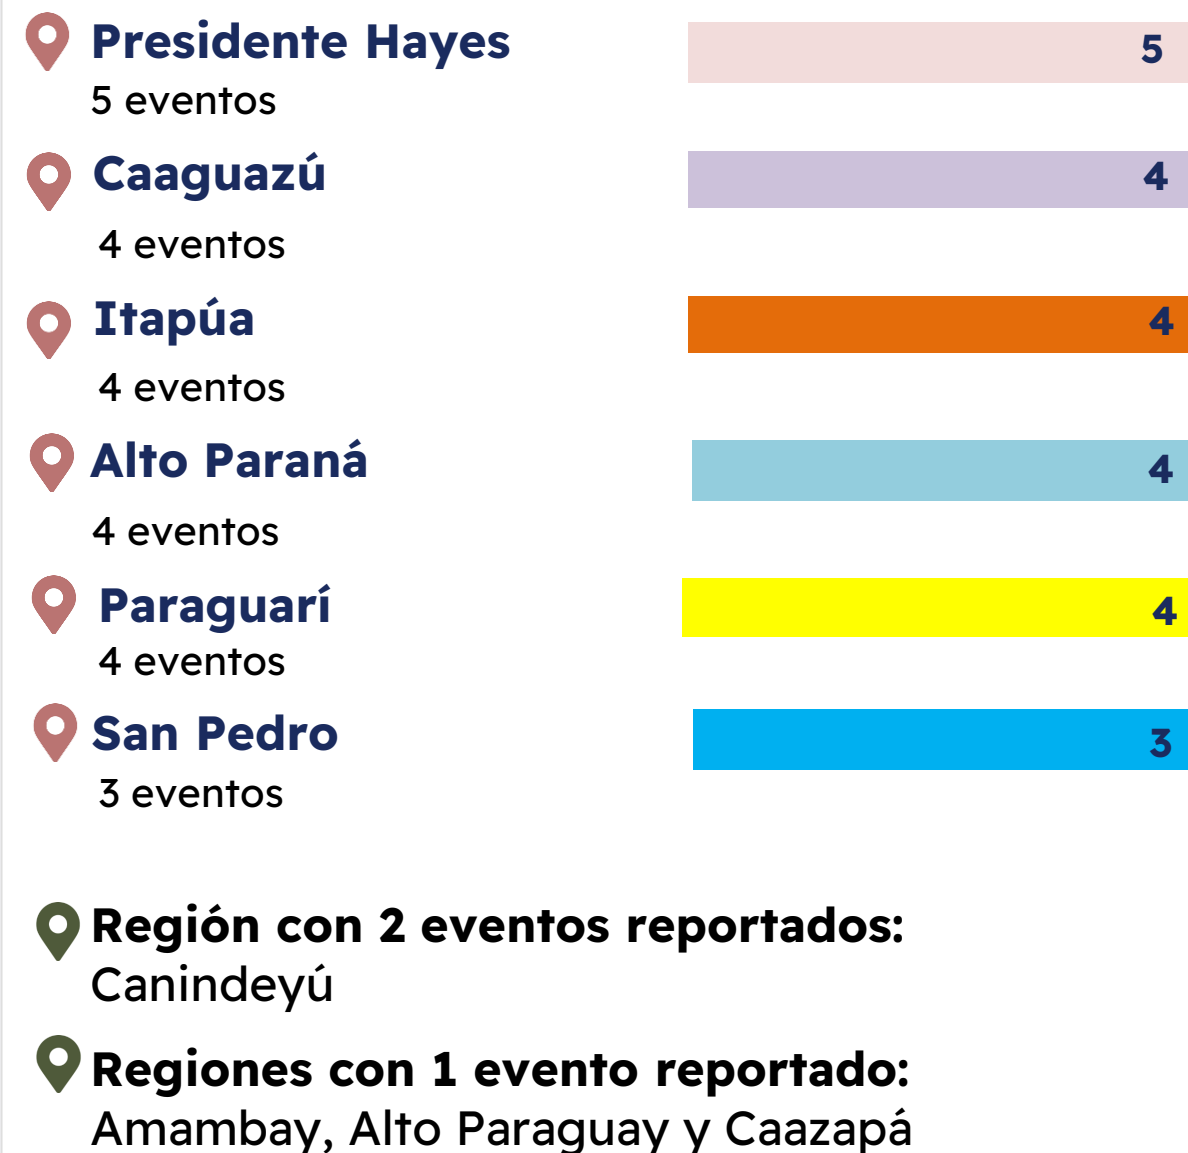 Presidente Hayes 5
5 eventos
Caaguazú 4
4 eventos
Itapúa 4
4 eventos
Alto Paraná 4
4 eventos
Paraguarí 4
4 eventos
San Pedro 3
3 eventos
Región con 2 eventos reportados:
Canindeyú
Regiones con 1 evento reportado:
Amambay, Alto Paraguay y Caazapá